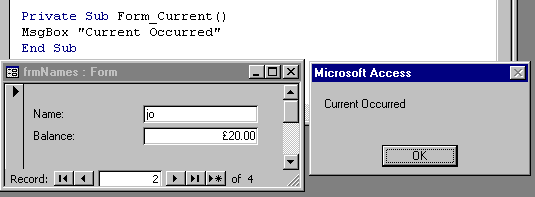 Private Sub Form_Current()
MsgBox "Current Occurred"
End Sub
frmNames : Form
Name: jo
Balance: £20.00
Record: 2 of 4
Microsoft Access
Current Occurred
OK